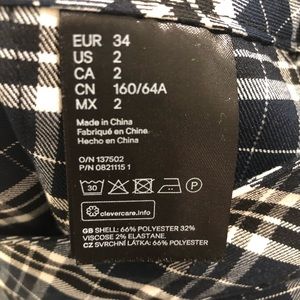 EUR 34
US 2
CA 2
CN 160/64A
MX 2
Made in China
Fabriqué en Chine
Hecho en China
O/N 137502
P/N 0821115 1
30
P
clevercare.info
GB SHELL: 66% POLYESTER 32%
VISCOSE 2% ELASTANE.
CZ SVRCHNÍ LÁTKA: 66% POLYESTER